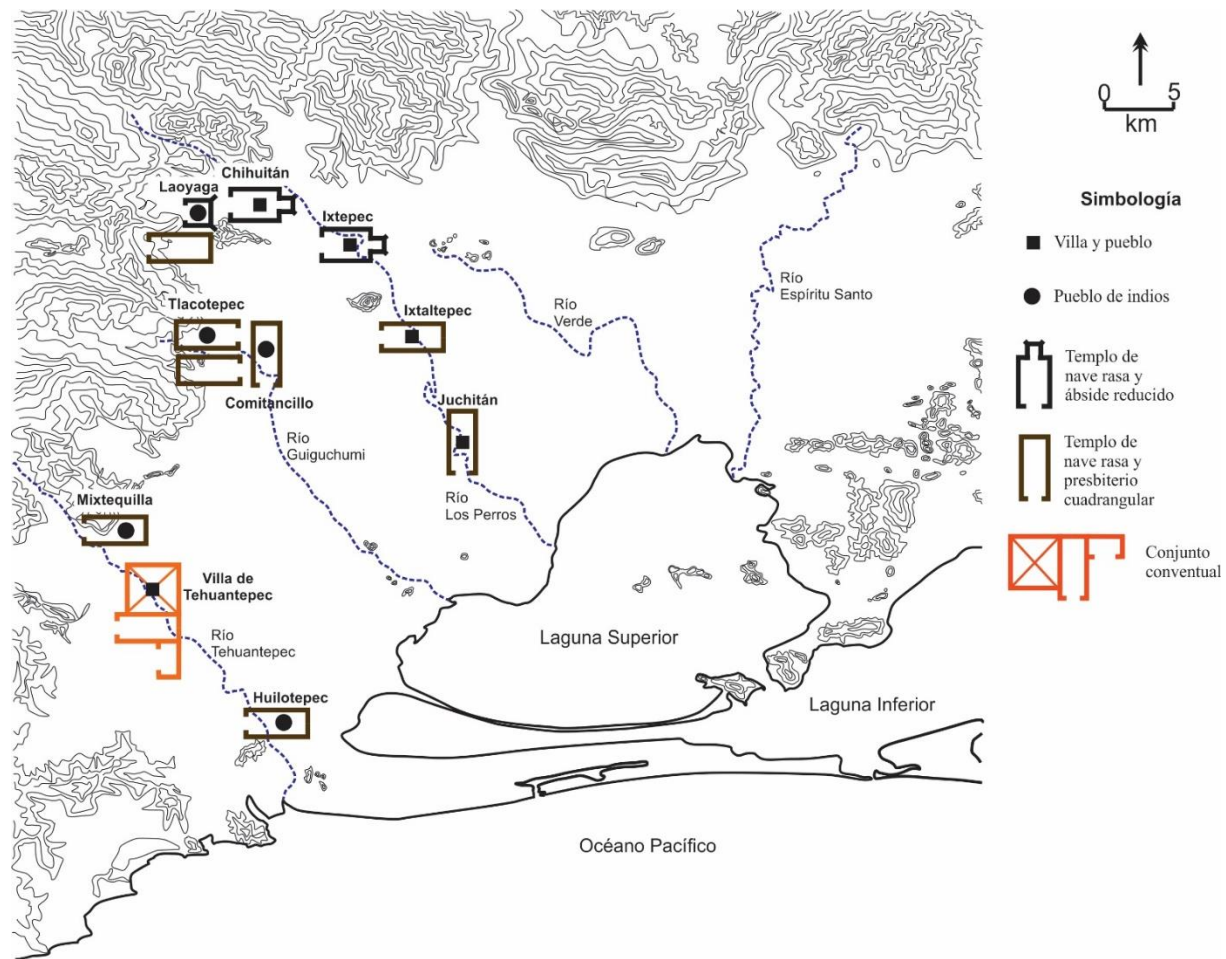 0
5
km
Simbología
Villa y pueblo
Pueblo de indios
Templo de
nave rasa y
ábside reducido
Templo de
nave rasa y
presbiterio
cuadrangular
Conjunto
conventual
Chihuitán
Laoyaga
Ixtepec
Río
Espíritu Santo
Río
Verde
Tlacotepec
Ixtaltepec
Comitancillo
Juchitán
Río
Guiguchumi
Río
Los Perros
Mixtequilla
Villa de
Tehuantepec
Río
Tehuantepec
Laguna Superior
Huilotepec
Laguna Inferior
Océano Pacífico